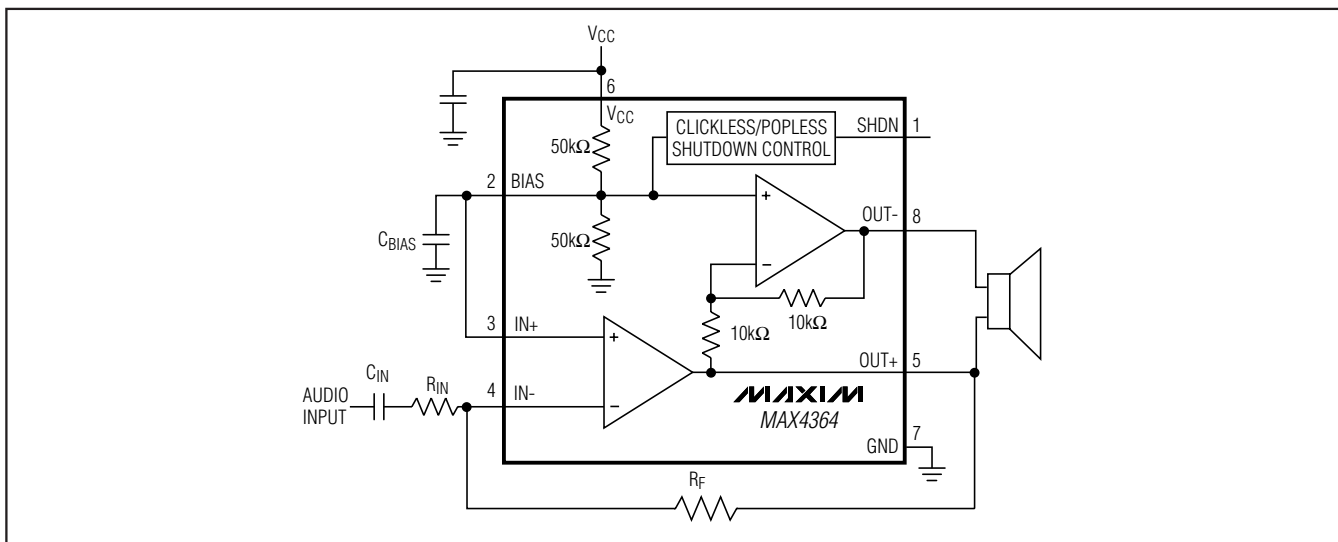 VCC
6
VCC
50kΩ
CLICKLESS/POPLESS
SHUTDOWN CONTROL
SHDN
1
2
BIAS
+
OUT-
8
CBIAS
50kΩ
−
10kΩ
10kΩ
3
IN+
+
OUT+
5
CIN
RIN
4
IN-
−
AUDIO
INPUT
MAXIM
MAX4364
7
GND
RF